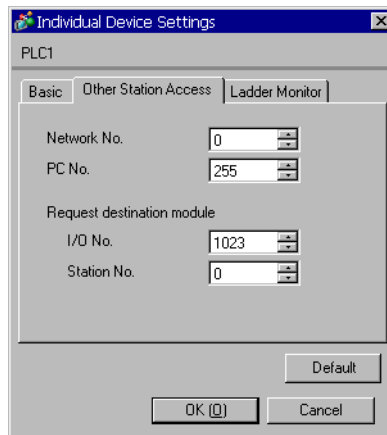 Individual Device Settings
PLC1
Basic Other Station Access Ladder Monitor
Network No. 0
PC No. 255
Request destination module
I/O No. 1023
Station No. 0
Default
OK (O) Cancel